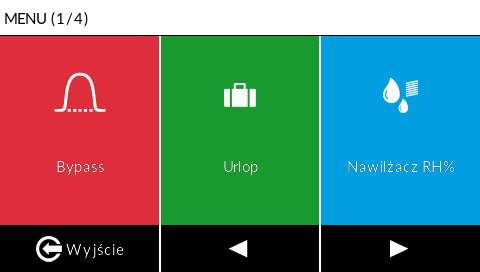 MENU (1/4)
Bypass
Urlop
Nawilżacz RH%
Wyjście